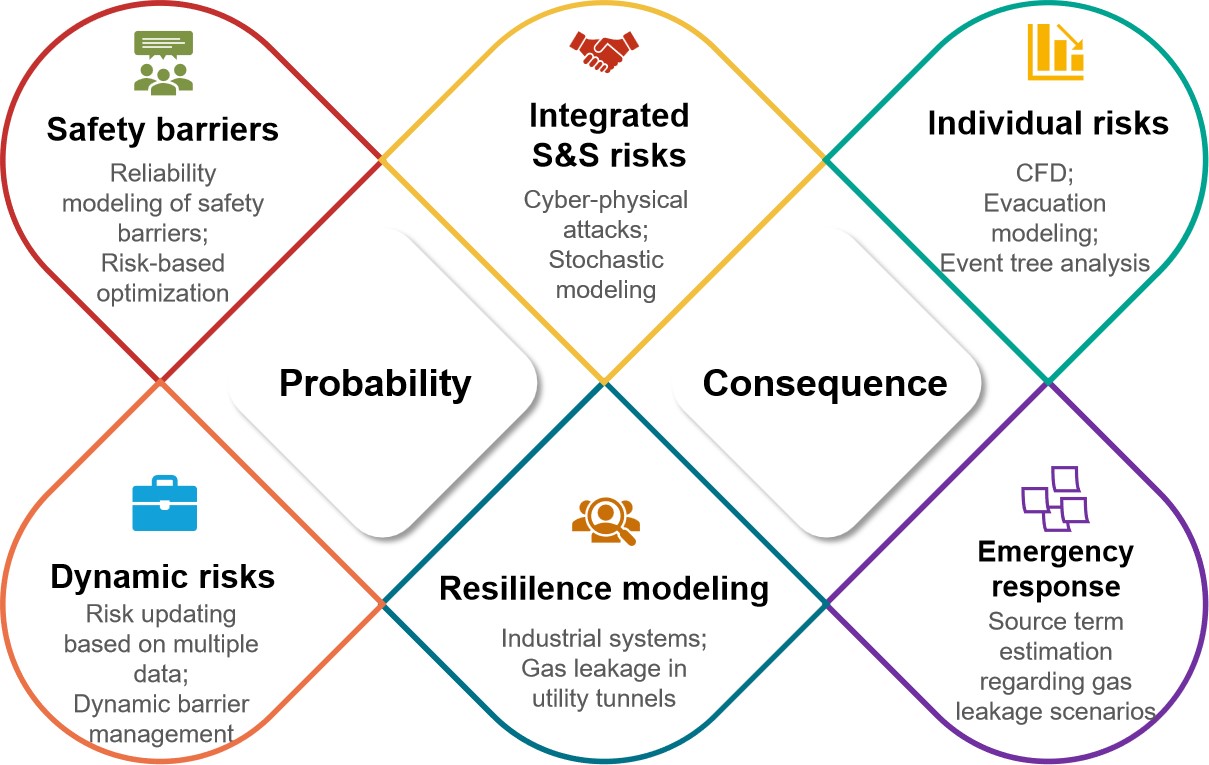 Safety barriers
Reliability
modeling of safety
barriers;
Risk-based
optimization
Integrated
S&S risks
Cyber-physical
attacks;
Stochastic
modeling
Individual risks
CFD;
Evacuation
modeling;
Event tree analysis
Probability
Consequence
Dynamic risks
Risk updating
based on multiple
data;
Dynamic barrier
management
Resililence modeling
Industrial systems;
Gas leakage in
utility tunnels
Emergency
response
Source term
estimation
regarding gas
leakage scenarios